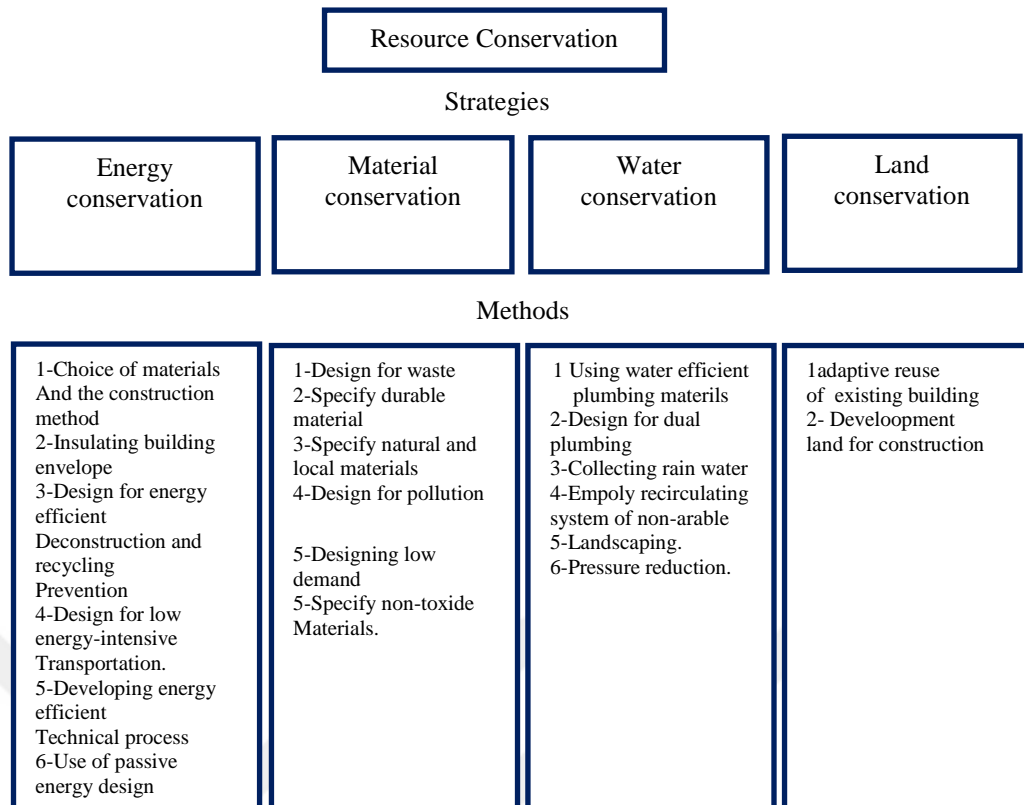 Resource Conservation
Strategies
Energy
conservation
Material
conservation
Water
conservation
Land
conservation
Methods
1-Choice of materials
And the construction
method
2-Insulating building
envelope
3-Design for energy
efficient
Deconstruction and
recycling
Prevention
4-Design for low
energy-intensive
Transportation.
5-Developing energy
efficient
Technical process
6-Use of passive
energy design
1-Design for waste
2-Specify durable
material
3-Specify natural and
local materials
4-Design for pollution
5-Designing low
demand
5-Specify non-toxide
Materials.
1 Using water efficient
plumbing materils
2-Design for dual
plumbing
3-Collecting rain water
4-Empoly recirculating
system of non-arable
5-Landscaping.
6-Pressure reduction.
1adaptive reuse
of existing building
2- Develoopment
land for construction